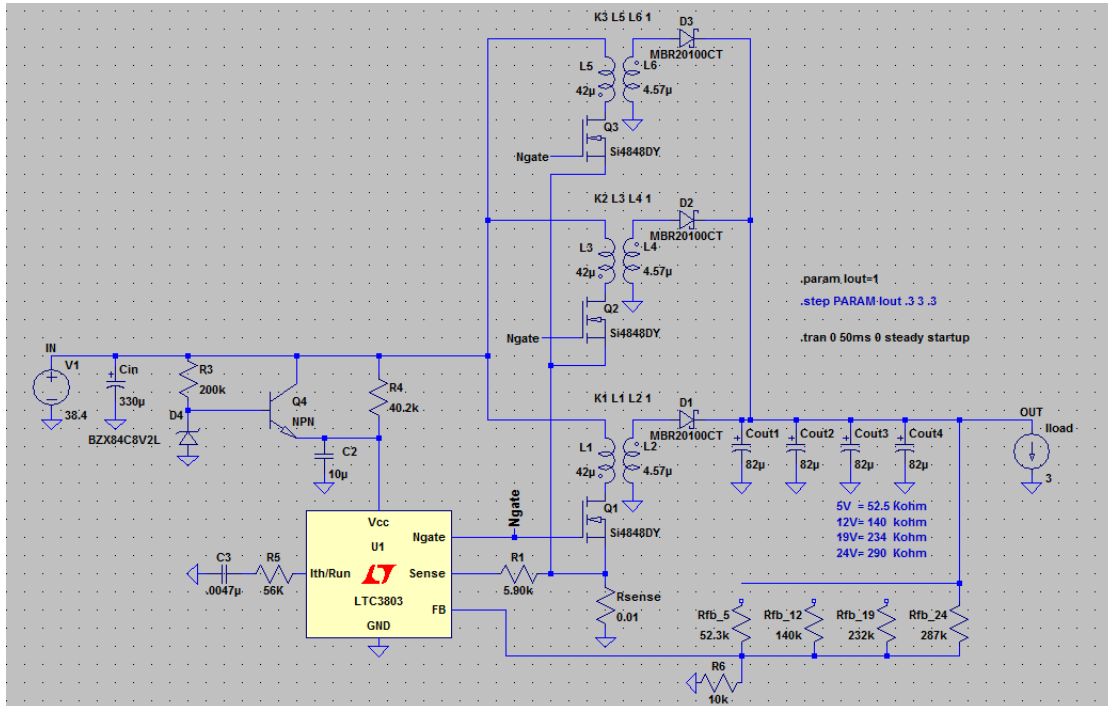 K3 L5 L6 1
D3
MBR20100CT
L5
L6
42µ
4.57µ
Q3
Ngate
Si4848DY
K2 L3 L4 1
D2
MBR20100CT
L3
L4
42µ
4.57µ
Q2
Ngate
Si4848DY
.param Iout=1
.step PARAM Iout .3 3 .3
.tran 0 50ms 0 steady startup
IN
V1
38.4
Cin
330µ
R3
200k
D4
BZX84C8V2L
Q4
NPN
R4
40.2k
C2
10µ
K1 L1 L2 1
D1
MBR20100CT
L1
L2
42µ
4.57µ
Q1
Si4848DY
Cout1
82µ
Cout2
82µ
Cout3
82µ
Cout4
82µ
OUT
Iload
3
5V = 52.5 Kohm
12V= 140 kohm
19V= 234 Kohm
24V= 290 Kohm
Ngate
Vcc
U1
Ngate
Ith/Run
Sense
LTC3803
FB
GND
C3
.0047µ
R5
56K
R1
5.90k
Rsense
0.01
Rfb_5
52.3k
Rfb_12
140k
Rfb_19
232k
Rfb_24
287k
R6
10k